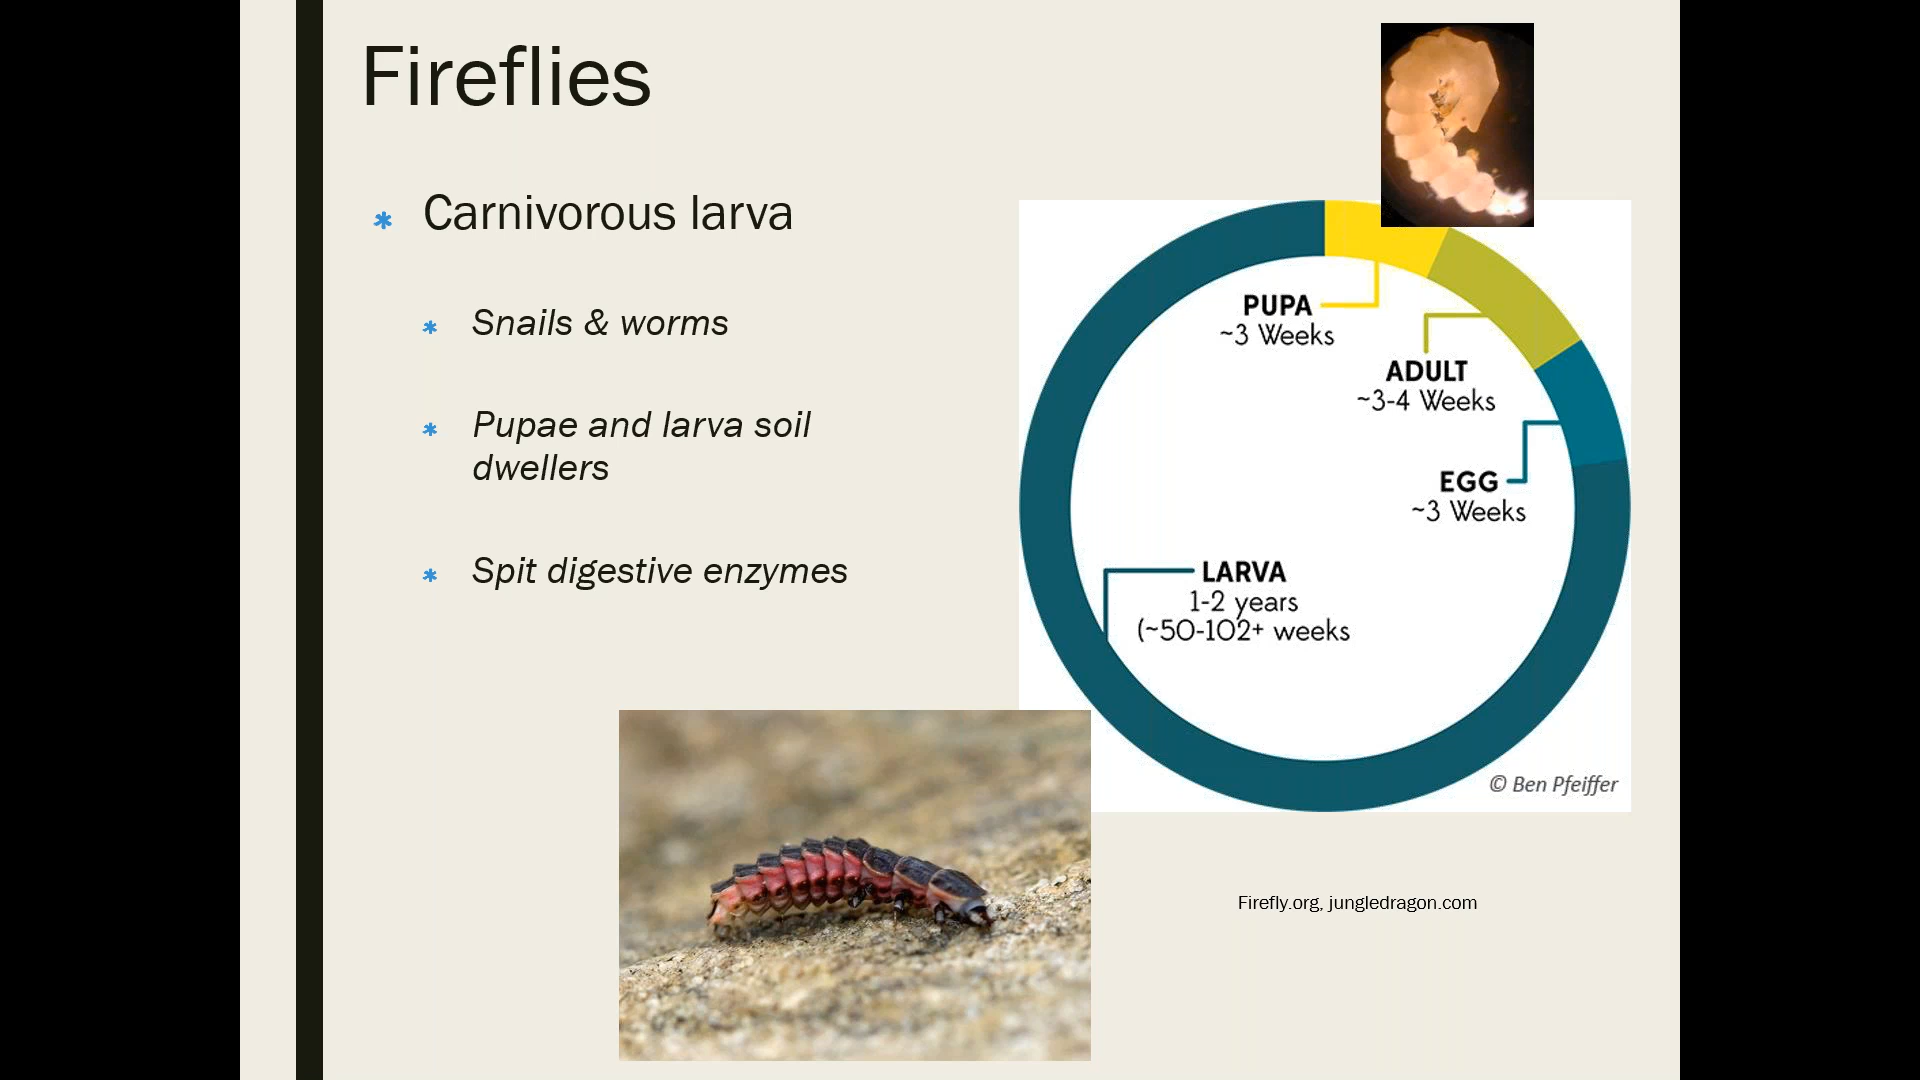 Fireflies
* Carnivorous larva
* Snails & worms
* Pupae and larva soil
dwellers
* Spit digestive enzymes
PUPA
~3 Weeks
ADULT
~3-4 Weeks
EGG
~3 Weeks
LARVA
1-2 years
(~50-102+ weeks
© Ben Pfeiffer
Firefly.org, jungledragon.com